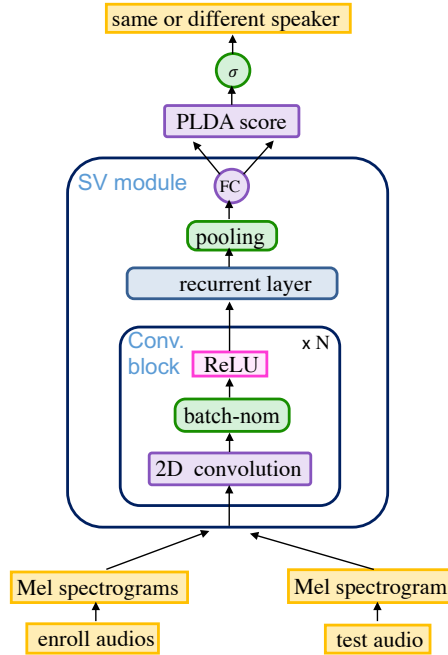 same or different speaker
σ
PLDA score
SV module
FC
pooling
recurrent layer
Conv.
block
x N
ReLU
batch-nom
2D convolution
Mel spectrograms
Mel spectrogram
enroll audios
test audio